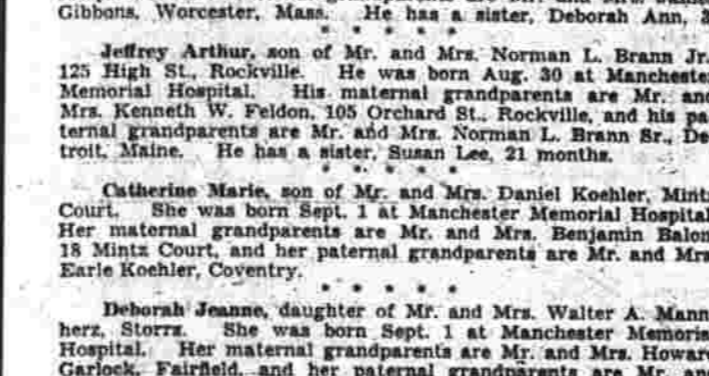 Gibbons, Worcester, Mass. He has a sister, Deborah Ann, 3
* * * * *
Jeffrey Arthur, son of Mr. and Mrs. Norman L. Brann Jr.
125 High St., Rockville. He was born Aug. 30 at Mancheste
Memorial Hospital. His maternal grandparents are Mr. and
Mrs. Kenneth W. Feldon, 105 Orchard St., Rockville, and his pa
ternal grandparents are Mr. and Mrs. Norman L. Brann Sr., De
troit, Maine. He has a sister, Susan Lee, 21 months.
* * * * *
Catherine Marie, son of Mr. and Mrs. Daniel Koehler, Mintz
Court. She was born Sept. 1 at Manchester Memorial Hospital
Her maternal grandparents are Mr. and Mrs. Benjamin Balon
18 Mintz Court, and her paternal grandparents are Mr. and Mrs
Earle Koehler, Coventry.
* * * * *
Deborah Jeanne, daughter of Mr. and Mrs. Walter A. Mann
herz, Storrs. She was born Sept. 1 at Manchester Memoria
Hospital. Her maternal grandparents are Mr. and Mrs. Howard
Garlock, Fairfield, and her paternal grandparents are Mr. and